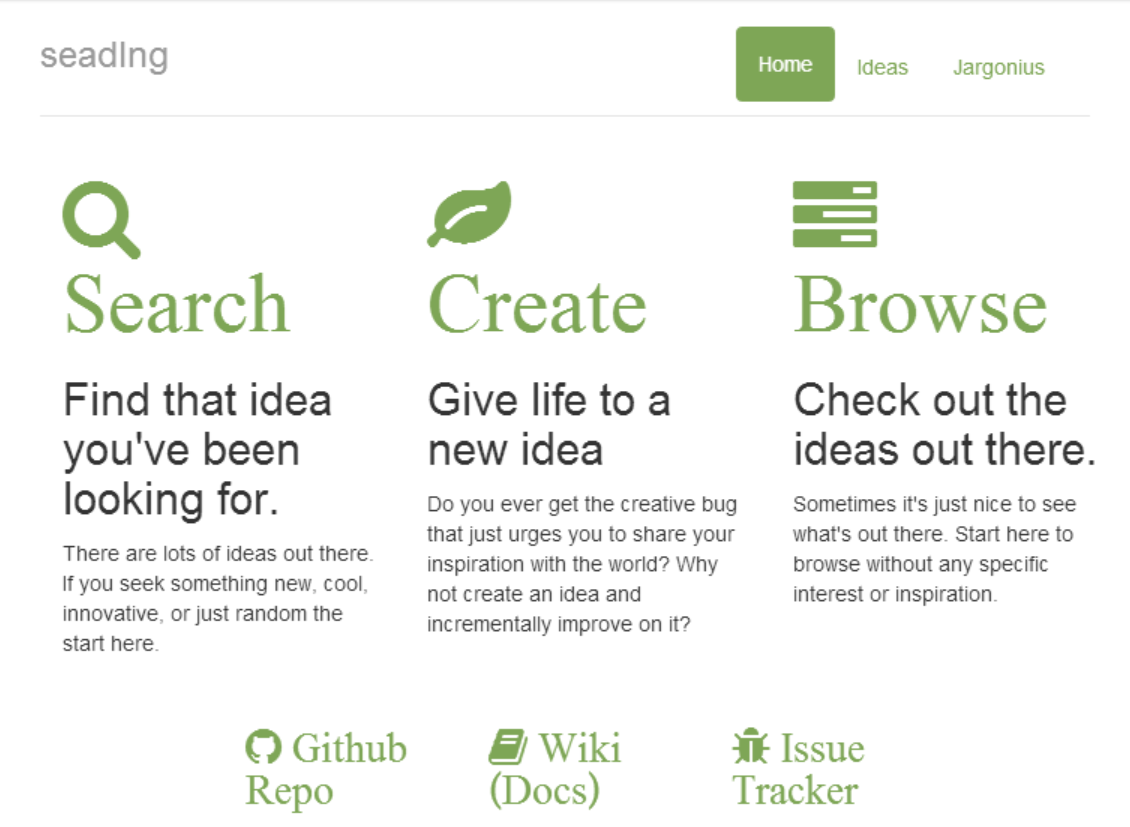 seadIng
Home
Ideas
Jargonius
Search
Find that idea
you've been
looking for.
There are lots of ideas out there.
If you seek something new, cool,
innovative, or just random the
start here.
Create
Give life to a
new idea
Do you ever get the creative bug
that just urges you to share your
inspiration with the world? Why
not create an idea and
incrementally improve on it?
Browse
Check out the
ideas out there.
Sometimes it's just nice to see
what's out there. Start here to
browse without any specific
interest or inspiration.
Github
Repo
Wiki
(Docs)
Issue
Tracker